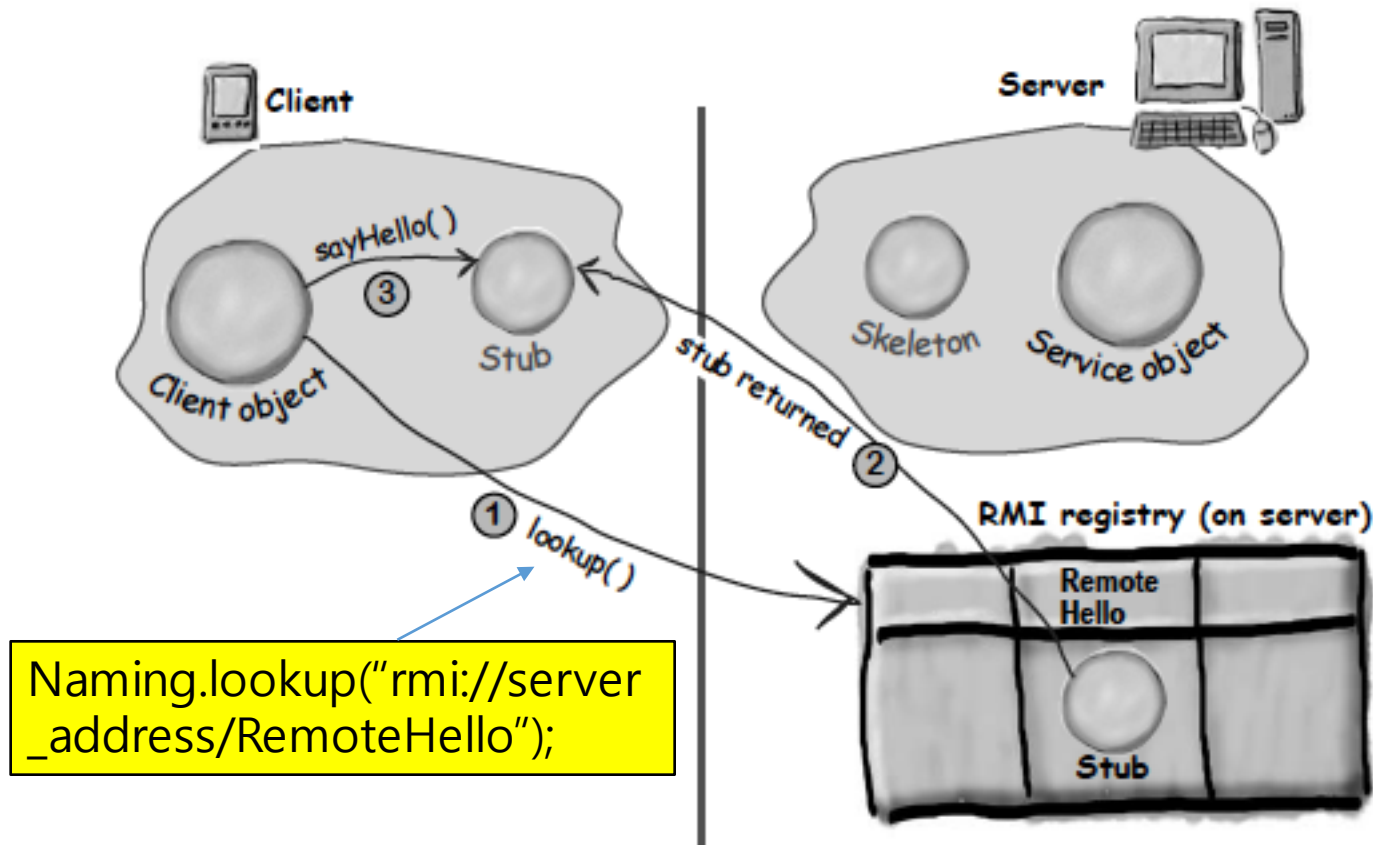 Client
Server
sayHello()
3
Stub
Client object
Skeleton
Service object
stub returned
2
1
lookup()
RMI registry (on server)
Remote
Hello
Stub
Naming.lookup(“rmi://server
_address/RemoteHello”);